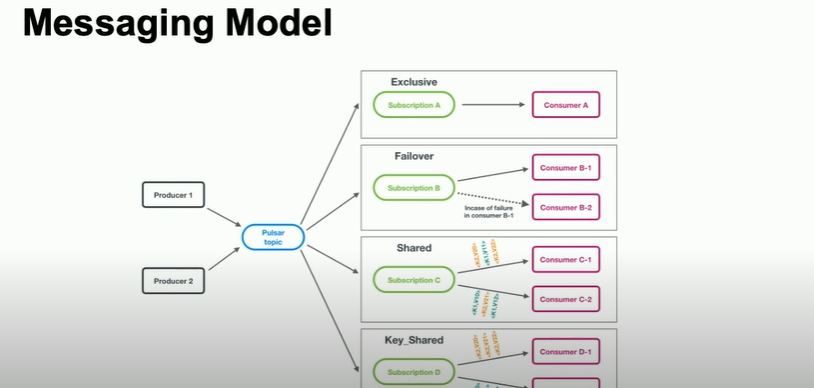 Messaging Model
Exclusive
Subscription A
Consumer A
Failover
Subscription B
Consumer B-1
Incase of failure
in consumer B-1
Consumer B-2
Producer 1
Pulsar
topic
Producer 2
Shared
Subscription C
Consumer C-1
Consumer C-2
Key_Shared
Subscription D
Consumer D-1